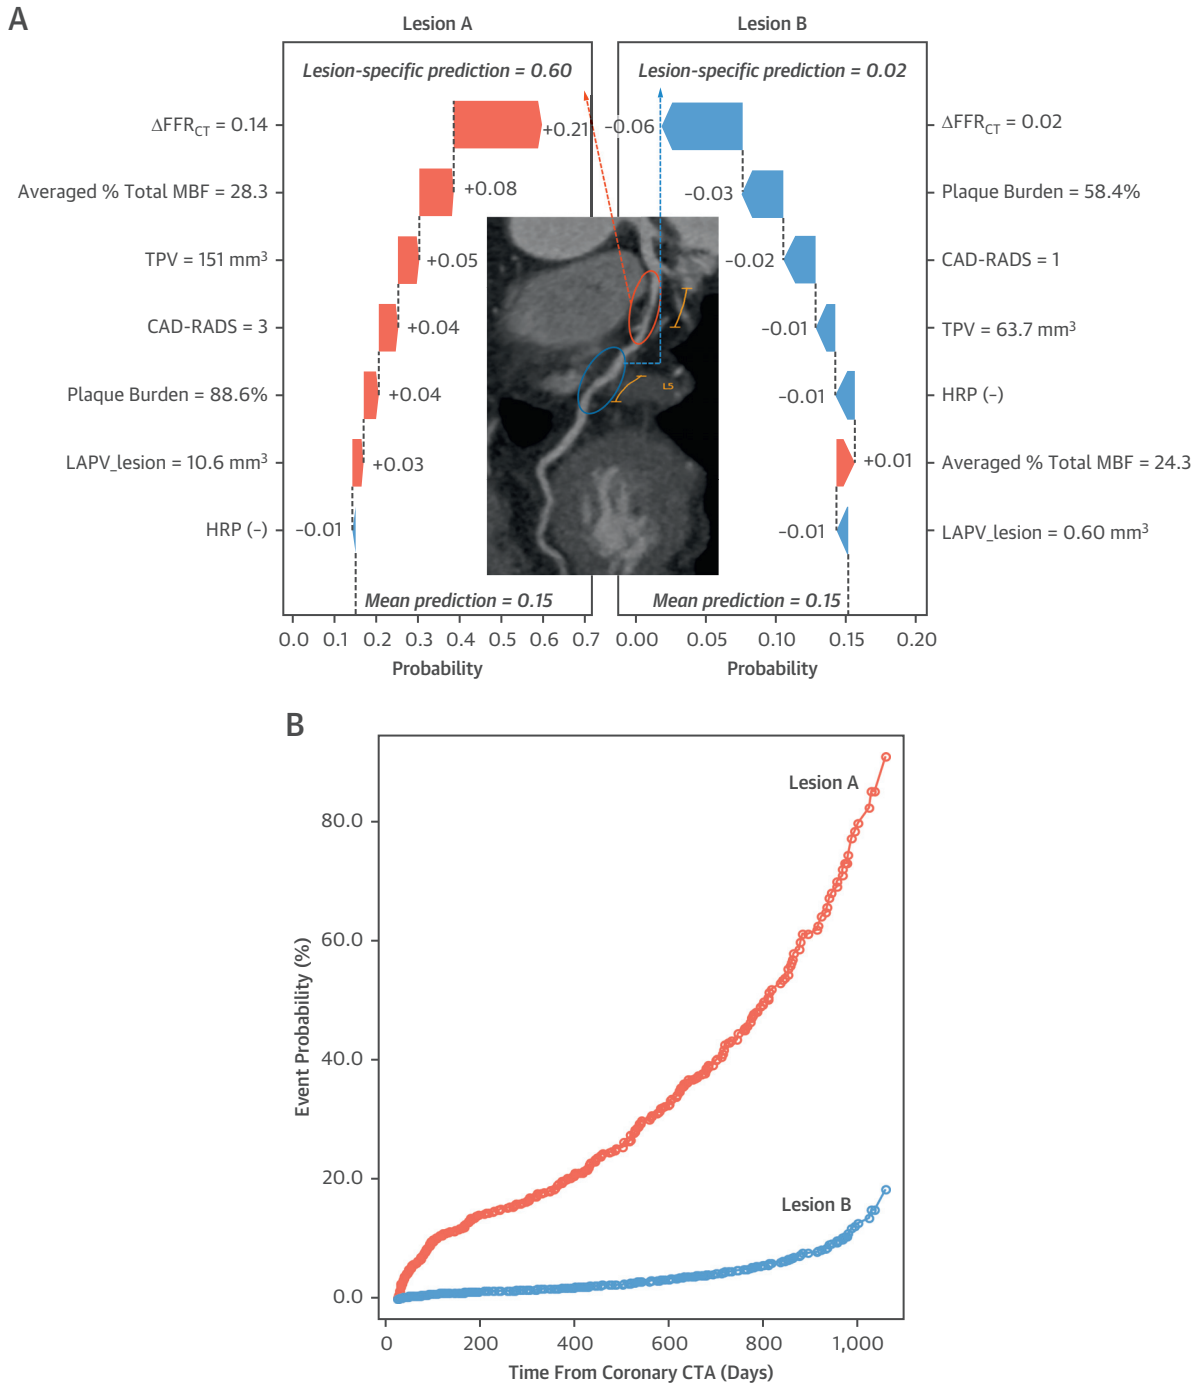 A
Lesion A
Lesion B
Lesion-specific prediction = 0.60
Lesion-specific prediction = 0.02
ΔFFRCT = 0.14
+0.21
-0.06
ΔFFRCT = 0.02
Averaged % Total MBF = 28.3
+0.08
-0.03
Plaque Burden = 58.4%
TPV = 151 mm³
+0.05
-0.02
CAD-RADS = 1
CAD-RADS = 3
+0.04
-0.01
TPV = 63.7 mm³
Plaque Burden = 88.6%
+0.04
L5
-0.01
HRP (-)
LAPV_lesion = 10.6 mm³
+0.03
+0.01
Averaged % Total MBF = 24.3
HRP (-)
-0.01
-0.01
LAPV_lesion = 0.60 mm³
Mean prediction = 0.15
Mean prediction = 0.15
0.0 0.1 0.2 0.3 0.4 0.5 0.6 0.7
0.00 0.05 0.10 0.15 0.20
Probability
Probability
B
Lesion A
80.0
60.0
40.0
20.0
0.0
Event Probability (%)
Lesion B
0 200 400 600 800 1,000
Time From Coronary CTA (Days)